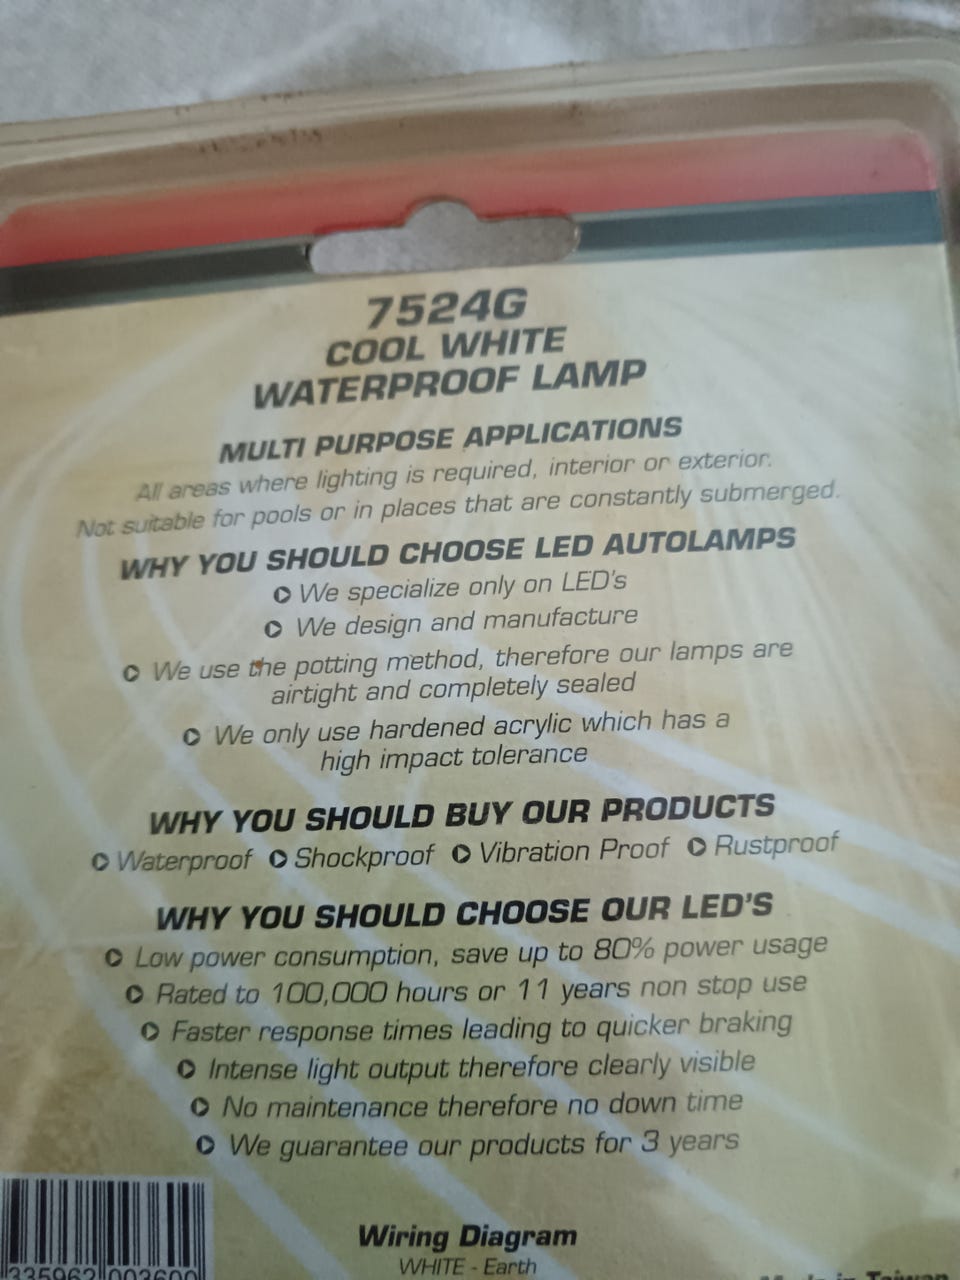 7524G
COOL WHITE
WATERPROOF LAMP
MULTI PURPOSE APPLICATIONS
All areas where lighting is required, interior or exterior.
Not suitable for pools or in places that are constantly submerged.
WHY YOU SHOULD CHOOSE LED AUTOLAMPS
We specialize only on LED's
We design and manufacture
We use the potting method, therefore our lamps are
airtight and completely sealed
We only use hardened acrylic which has a
high impact tolerance
WHY YOU SHOULD BUY OUR PRODUCTS
Waterproof Shockproof Vibration Proof Rustproof
WHY YOU SHOULD CHOOSE OUR LED'S
Low power consumption, save up to 80% power usage
Rated to 100,000 hours or 11 years non stop use
Faster response times leading to quicker braking
Intense light output therefore clearly visible
No maintenance therefore no down time
We guarantee our products for 3 years
Wiring Diagram
WHITE - Earth
335962 003600
Made in Taiwan